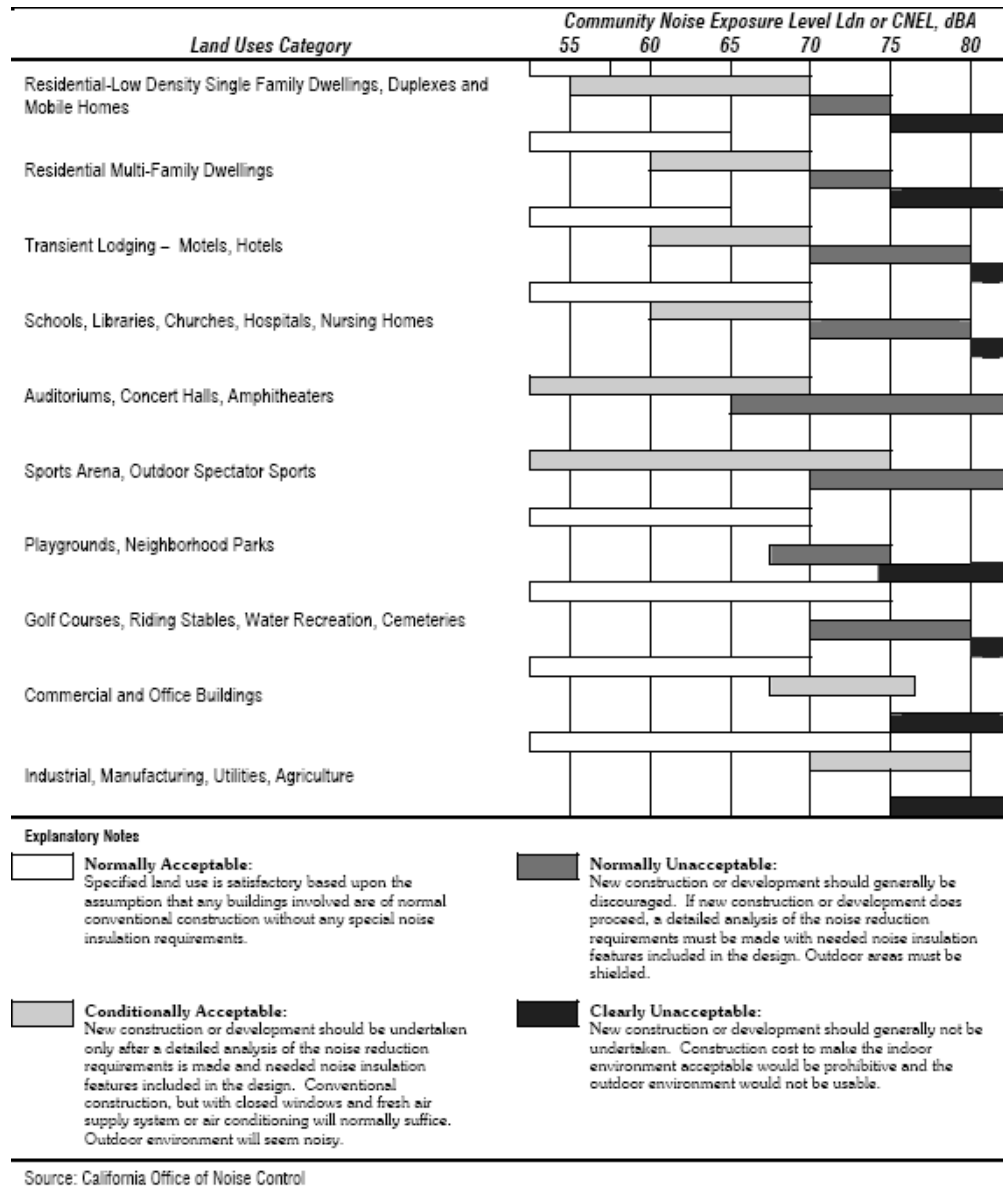 Community Noise Exposure Level Ldn or CNEL, dBA
Land Uses Category 55 60 65 70 75 80
Residential-Low Density Single Family Dwellings, Duplexes and
Mobile Homes
Residential Multi-Family Dwellings
Transient Lodging – Motels, Hotels
Schools, Libraries, Churches, Hospitals, Nursing Homes
Auditoriums, Concert Halls, Amphitheaters
Sports Arena, Outdoor Spectator Sports
Playgrounds, Neighborhood Parks
Golf Courses, Riding Stables, Water Recreation, Cemeteries
Commercial and Office Buildings
Industrial, Manufacturing, Utilities, Agriculture
Explanatory Notes
Normally Acceptable:
Specified land use is satisfactory based upon the
assumption that any buildings involved are of normal
conventional construction without any special noise
insulation requirements.
Normally Unacceptable:
New construction or development should generally be
discouraged. If new construction or development does
proceed, a detailed analysis of the noise reduction
requirements must be made with needed noise insulation
features included in the design. Outdoor areas must be
shielded.
Conditionally Acceptable:
New construction or development should be undertaken
only after a detailed analysis of the noise reduction
requirements is made and needed noise insulation
features included in the design. Conventional
construction, but with closed windows and fresh air
supply system or air conditioning will normally suffice.
Outdoor environment will seem noisy.
Clearly Unacceptable:
New construction or development should generally not be
undertaken. Construction cost to make the indoor
environment acceptable would be prohibitive and the
outdoor environment would not be usable.
Source: California Office of Noise Control